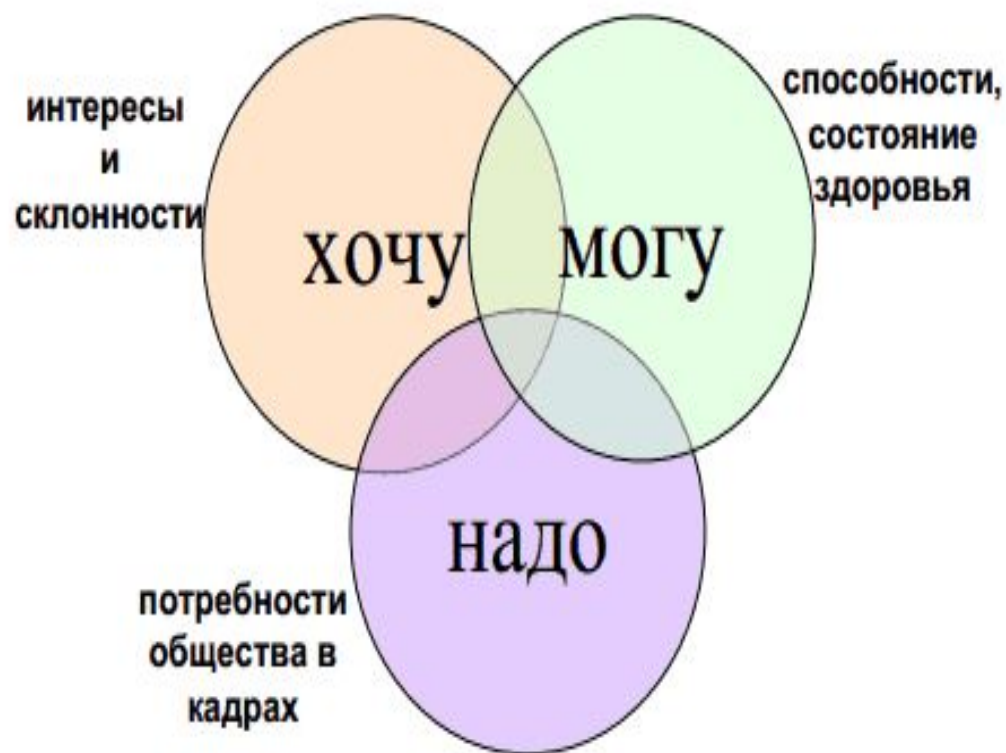 интересы
и
склонности
способности,
состояние
здоровья
хочу
могу
надо
потребности
общества в
кадрах